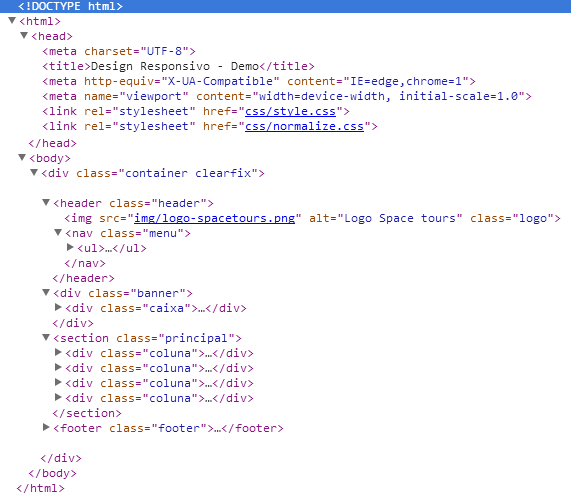 <!DOCTYPE html>
<html>
<head>
<meta charset="UTF-8">
<title>Design Responsivo - Demo</title>
<meta http-equiv="X-UA-Compatible" content="IE=edge,chrome=1">
<meta name="viewport" content="width=device-width, initial-scale=1.0">
<link rel="stylesheet" href="css/style.css">
<link rel="stylesheet" href="css/normalize.css">
</head>
<body>
<div class="container clearfix">
<header class="header">
<img src="img/logo-spacetours.png" alt="Logo Space tours" class="logo">
<nav class="menu">
<ul>…</ul>
</nav>
</header>
<div class="banner">
<div class="caixa">…</div>
</div>
<section class="principal">
<div class="coluna">…</div>
<div class="coluna">…</div>
<div class="coluna">…</div>
<div class="coluna">…</div>
</section>
<footer class="footer">…</footer>
</div>
</body>
</html>